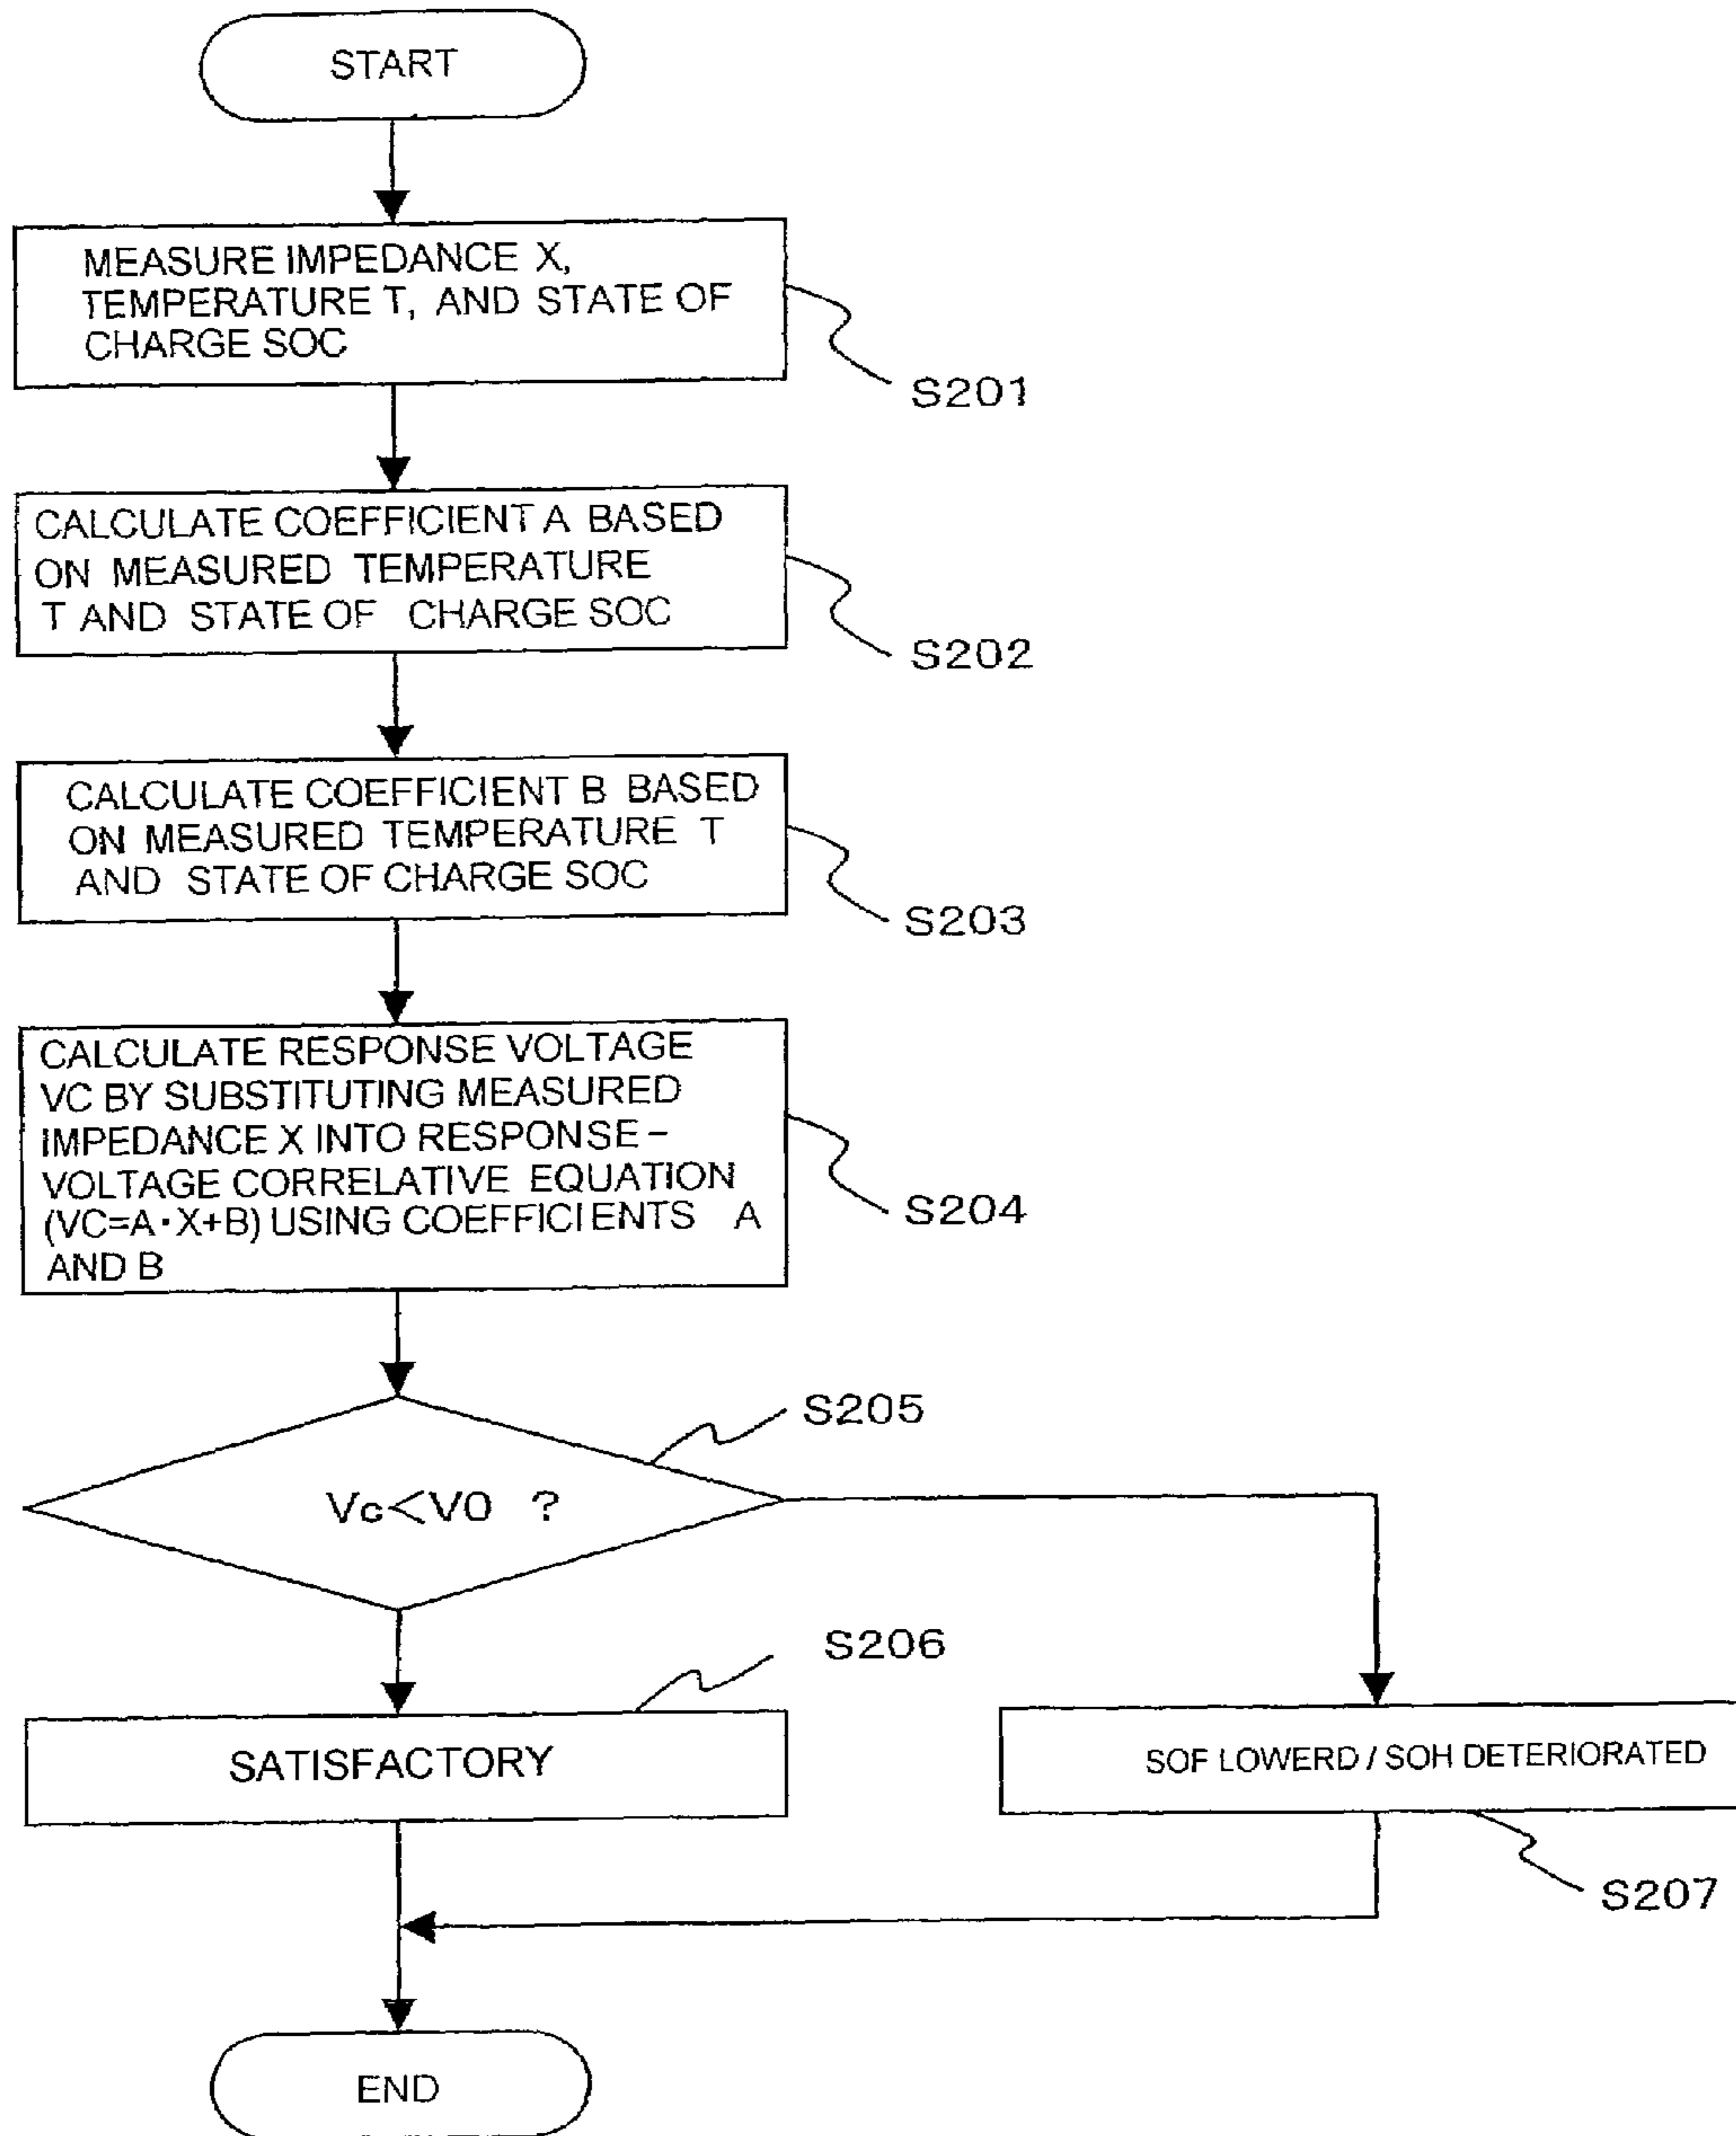 START
MEASURE IMPEDANCE X,
TEMPERATURE T, AND STATE OF
CHARGE SOC
S201
CALCULATE COEFFICIENT A BASED
ON MEASURED TEMPERATURE
T AND STATE OF CHARGE SOC
S202
CALCULATE COEFFICIENT B BASED
ON MEASURED TEMPERATURE T
AND STATE OF CHARGE SOC
S203
CALCULATE RESPONSE VOLTAGE
VC BY SUBSTITUTING MEASURED
IMPEDANCE X INTO RESPONSE-
VOLTAGE CORRELATIVE EQUATION
(VC=A·X+B) USING COEFFICIENTS A
AND B
S204
S205
Vc<V0 ?
S206
SATISFACTORY
SOF LOWERD / SOH DETERIORATED
S207
END